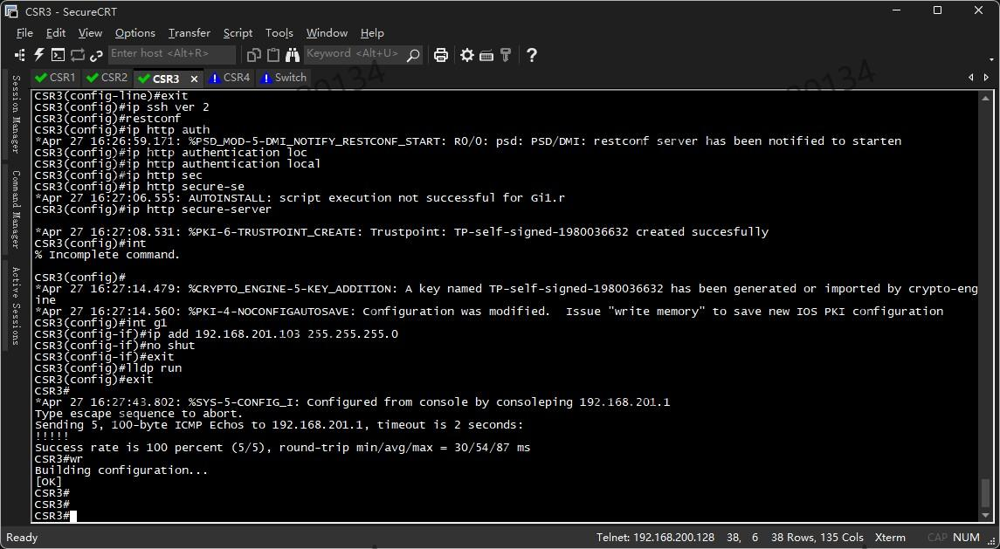 CSR3 - SecureCRT
File Edit View Options Transfer Script Tools Window Help
Enter host <Alt+R> Keyword <Alt+U>
CSR1 CSR2 CSR3 CSR4 Switch
Session Manager
Command Manager
Active Sessions
CSR3(config-line)#exit
CSR3(config)#ip ssh ver 2
CSR3(config)#restconf
CSR3(config)#ip http auth
*Apr 27 16:26:59.171: %PSD_MOD-5-DMI_NOTIFY_RESTCONF_START: R0/0: psd: PSD/DMI: restconf server has been notified to starten
CSR3(config)#ip http authentication loc
CSR3(config)#ip http authentication local
CSR3(config)#ip http sec
CSR3(config)#ip http secure-se
*Apr 27 16:27:06.555: AUTOINSTALL: script execution not successful for Gi1.r
CSR3(config)#ip http secure-server
*Apr 27 16:27:08.531: %PKI-6-TRUSTPOINT_CREATE: Trustpoint: TP-self-signed-1980036632 created succesfully
CSR3(config)#int
% Incomplete command.
CSR3(config)#
*Apr 27 16:27:14.479: %CRYPTO_ENGINE-5-KEY_ADDITION: A key named TP-self-signed-1980036632 has been generated or imported by crypto-eng
ine
*Apr 27 16:27:14.560: %PKI-4-NOCONFIGAUTOSAVE: Configuration was modified.  Issue "write memory" to save new IOS PKI configuration
CSR3(config)#int g1
CSR3(config-if)#ip add 192.168.201.103 255.255.255.0
CSR3(config-if)#no shut
CSR3(config-if)#exit
CSR3(config)#lldp run
CSR3(config)#exit
CSR3#
*Apr 27 16:27:43.802: %SYS-5-CONFIG_I: Configured from console by consoleping 192.168.201.1
Type escape sequence to abort.
Sending 5, 100-byte ICMP Echos to 192.168.201.1, timeout is 2 seconds:
!!!!!
Success rate is 100 percent (5/5), round-trip min/avg/max = 30/54/87 ms
CSR3#wr
Building configuration...
[OK]
CSR3#
CSR3#
CSR3#
Ready Telnet: 192.168.200.128 38, 6 38 Rows, 135 Cols Xterm CAP NUM